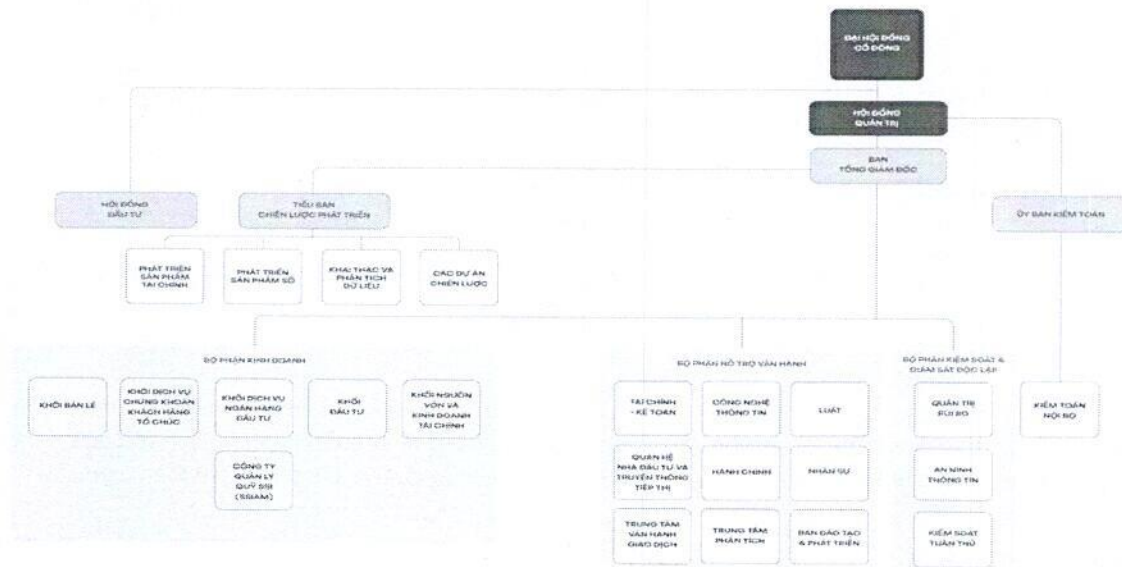 ĐẠI HỘI ĐỒNG
CỔ ĐÔNG
HỘI ĐỒNG
QUẢN TRỊ
BAN
TỔNG GIÁM ĐỐC
HỘI ĐỒNG
ĐẦU TƯ
TIỂU BAN
CHIẾN LƯỢC PHÁT TRIỂN
ỦY BAN KIỂM TOÁN
PHÁT TRIỂN
SẢN PHẨM
TÀI CHÍNH
PHÁT TRIỂN
SẢN PHẨM SỐ
KHAI THÁC VÀ
PHÂN TÍCH
DỮ LIỆU
CÁC DỰ ÁN
CHIẾN LƯỢC
BỘ PHẬN KINH DOANH
KHỐI BÁN LẺ
KHỐI DỊCH VỤ
CHỨNG KHOÁN
KHÁCH HÀNG
TỔ CHỨC
KHỐI DỊCH VỤ
NGÂN HÀNG
ĐẦU TƯ
KHỐI
ĐẦU TƯ
KHỐI NGUỒN
VỐN VÀ
KINH DOANH
TÀI CHÍNH
CÔNG TY
QUẢN LÝ
QUỸ SSI
(SSIAM)
BỘ PHẬN HỖ TRỢ VẬN HÀNH
TÀI CHÍNH
- KẾ TOÁN
CÔNG NGHỆ
THÔNG TIN
LUẬT
QUAN HỆ
NHÀ ĐẦU TƯ VÀ
TRUYỀN THÔNG
TIẾP THỊ
HÀNH CHÍNH
NHÂN SỰ
TRUNG TÂM
VẬN HÀNH
GIAO DỊCH
TRUNG TÂM
PHÂN TÍCH
BAN ĐÀO TẠO
& PHÁT TRIỂN
BỘ PHẬN KIỂM SOÁT &
GIÁM SÁT ĐỘC LẬP
QUẢN TRỊ
RỦI RO
AN NINH
THÔNG TIN
KIỂM SOÁT
TUÂN THỦ
KIỂM TOÁN
NỘI BỘ